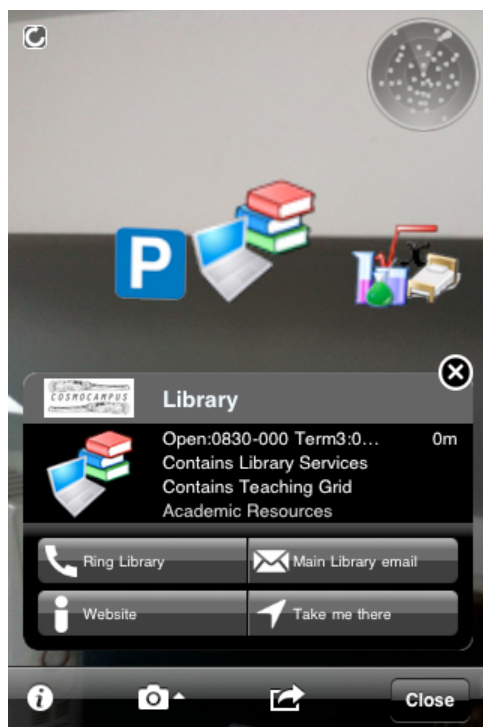 P
x
COSMOCAMPUS
Library
Open:0830-000 Term3:0... 0m
Contains Library Services
Contains Teaching Grid
Academic Resources
Ring Library
Main Library email
Website
Take me there
Close